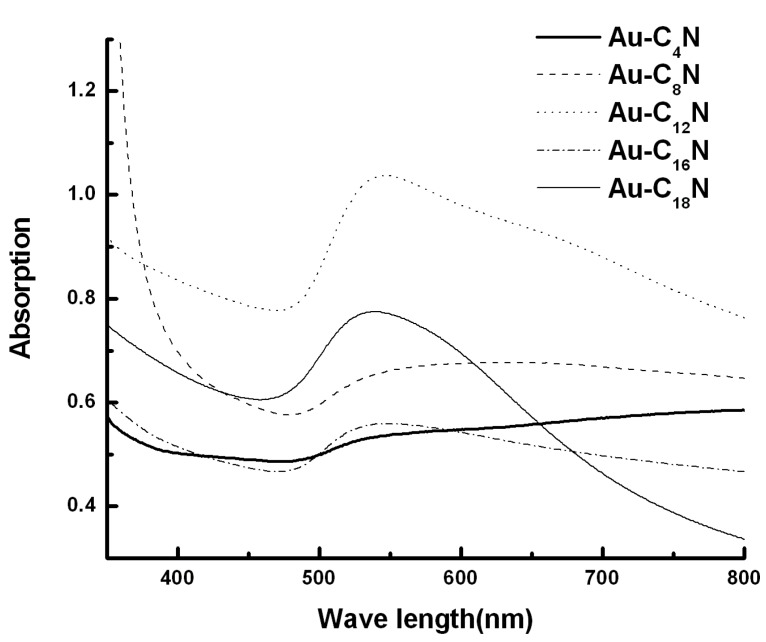 Au-C4N
Au-C8N
Au-C12N
Au-C16N
Au-C18N
1.2
1.0
0.8
0.6
0.4
Absorption
400 500 600 700 800
Wave length(nm)